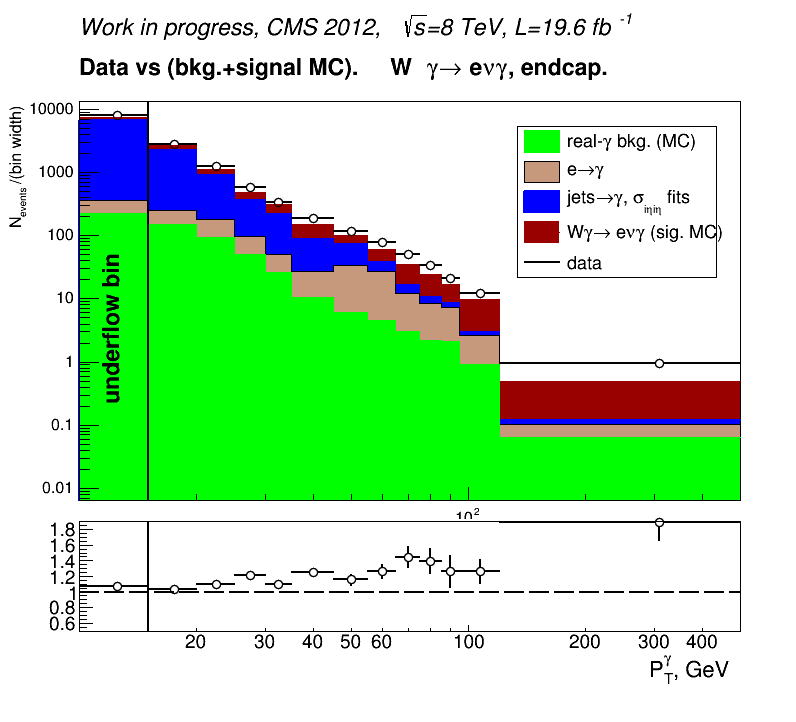 Work in progress, CMS 2012, √s=8 TeV, L=19.6 fb⁻¹
Data vs (bkg.+signal MC). W γ→ eνγ, endcap.
N_events /(bin width)
10000
1000
100
10
1
0.1
0.01
underflow bin
real-γ bkg. (MC)
e→γ
jets→γ, σ_iηiη fits
Wγ→ eνγ (sig. MC)
data
10²
1.8
1.6
1.4
1.2
1
0.8
0.6
20 30 40 50 60 100 200 300 400
P_T^γ, GeV